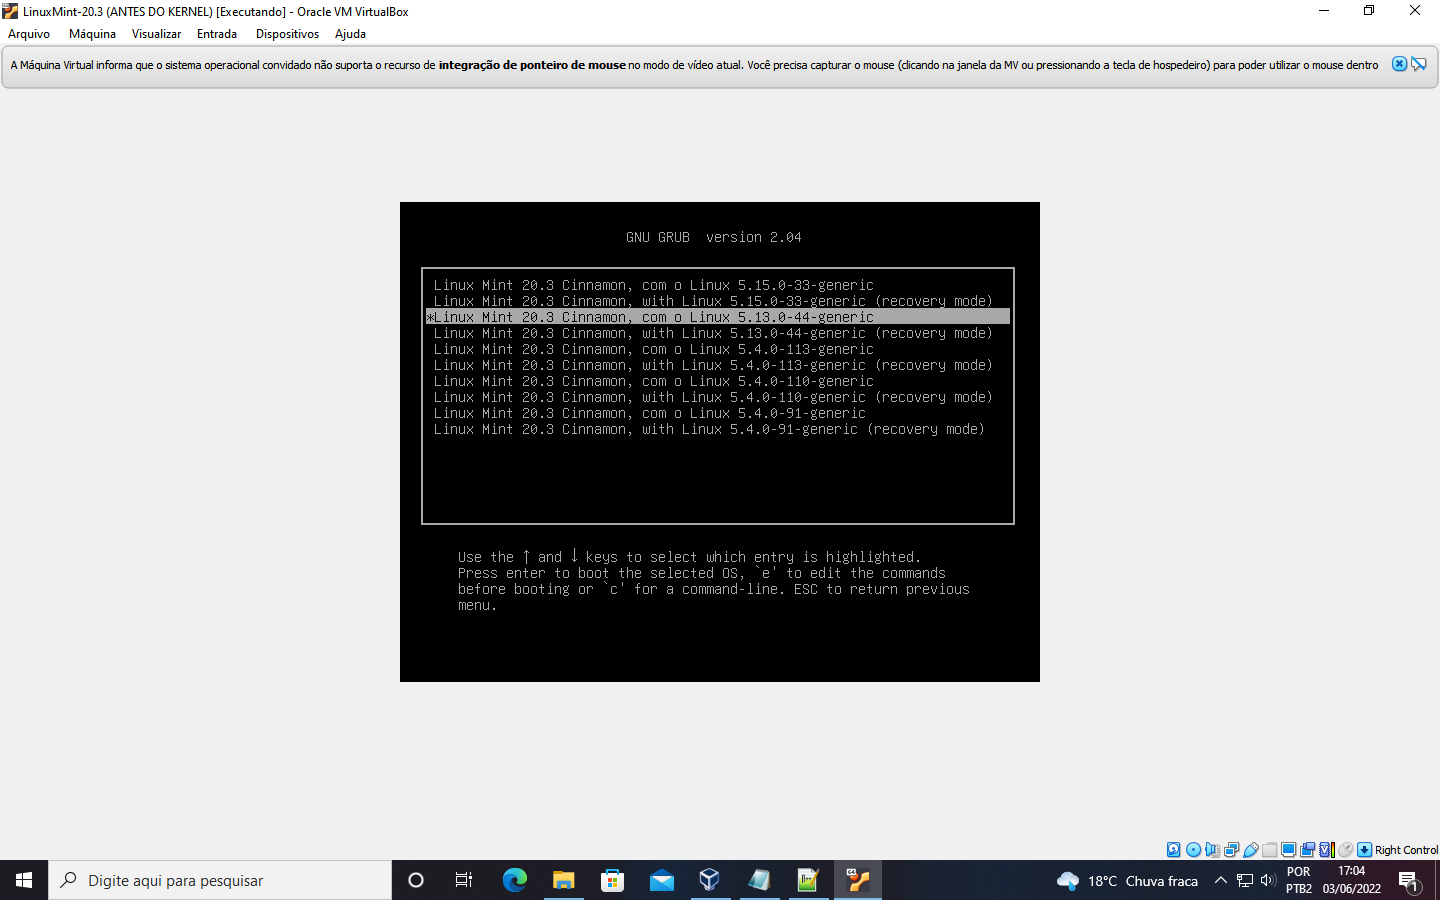 LinuxMint-20.3 (ANTES DO KERNEL) [Executando] - Oracle VM VirtualBox
Arquivo Máquina Visualizar Entrada Dispositivos Ajuda
A Máquina Virtual informa que o sistema operacional convidado não suporta o recurso de integração de ponteiro de mouse no modo de vídeo atual. Você precisa capturar o mouse (clicando na janela da MV ou pressionando a tecla de hospedeiro) para poder utilizar o mouse dentro
GNU GRUB version 2.04
Linux Mint 20.3 Cinnamon, com o Linux 5.15.0-33-generic
Linux Mint 20.3 Cinnamon, with Linux 5.15.0-33-generic (recovery mode)
*Linux Mint 20.3 Cinnamon, com o Linux 5.13.0-44-generic
Linux Mint 20.3 Cinnamon, with Linux 5.13.0-44-generic (recovery mode)
Linux Mint 20.3 Cinnamon, com o Linux 5.4.0-113-generic
Linux Mint 20.3 Cinnamon, with Linux 5.4.0-113-generic (recovery mode)
Linux Mint 20.3 Cinnamon, com o Linux 5.4.0-110-generic
Linux Mint 20.3 Cinnamon, with Linux 5.4.0-110-generic (recovery mode)
Linux Mint 20.3 Cinnamon, com o Linux 5.4.0-91-generic
Linux Mint 20.3 Cinnamon, with Linux 5.4.0-91-generic (recovery mode)
Use the ↑ and ↓ keys to select which entry is highlighted.
Press enter to boot the selected OS, `e' to edit the commands
before booting or `c' for a command-line. ESC to return previous
menu.
Right Control
Digite aqui para pesquisar
18°C Chuva fraca
POR
PTB2
17:04
03/06/2022
1